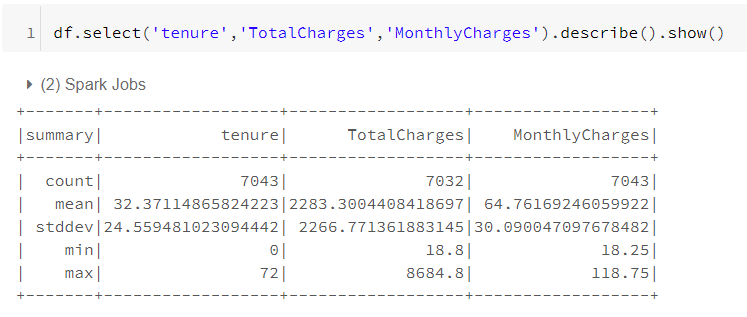 1 df.select('tenure','TotalCharges','MonthlyCharges').describe().show()
(2) Spark Jobs
+-------+------------------+------------------+------------------+
|summary|            tenure|      TotalCharges|    MonthlyCharges|
+-------+------------------+------------------+------------------+
|  count|              7043|              7032|              7043|
|   mean| 32.37114865824223|2283.3004408418697| 64.76169246059922|
| stddev|24.559481023094442| 2266.771361883145|30.090047097678482|
|    min|                 0|              18.8|             18.25|
|    max|                72|            8684.8|            118.75|
+-------+------------------+------------------+------------------+